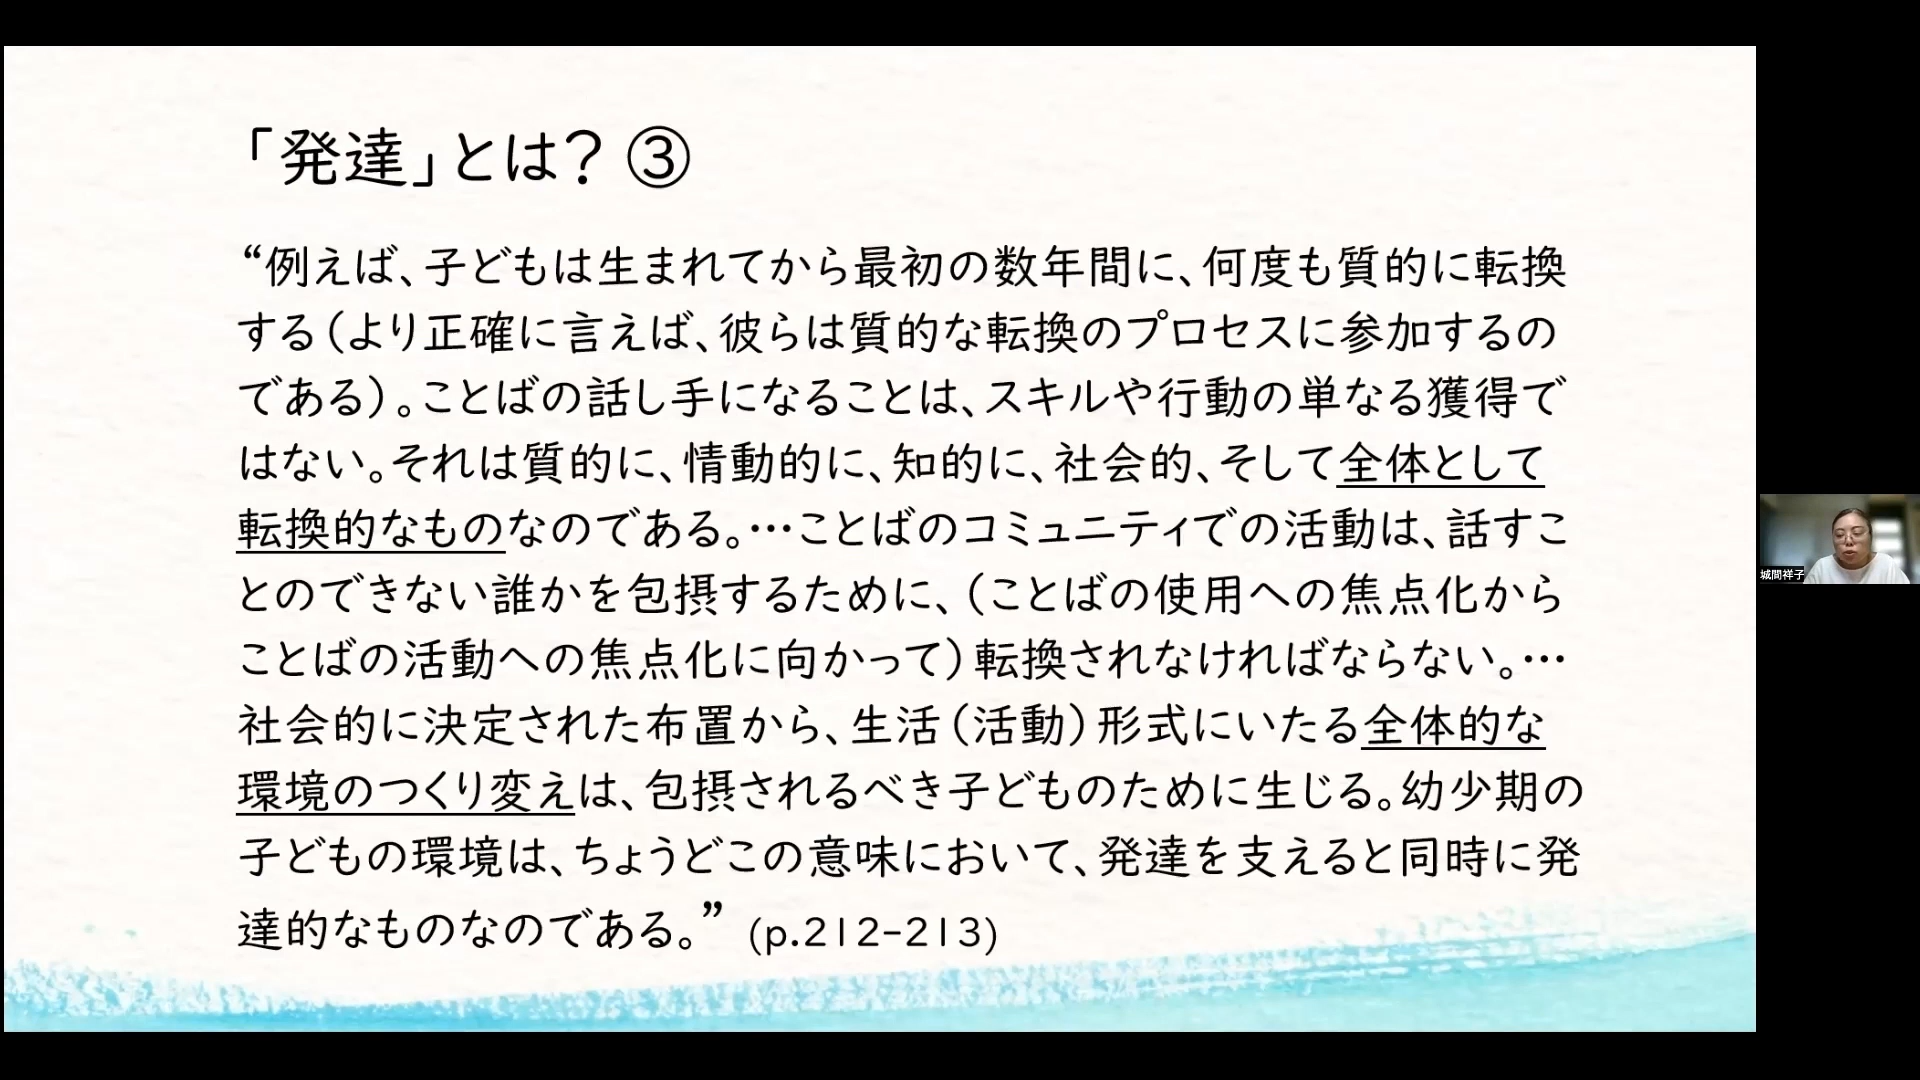 「発達」とは？ ③
“例えば、子どもは生まれてから最初の数年間に、何度も質的に転換
する（より正確に言えば、彼らは質的な転換のプロセスに参加するの
である）。ことばの話し手になることは、スキルや行動の単なる獲得で
はない。それは質的に、情動的に、知的に、社会的、そして全体として
転換的なものなのである。…ことばのコミュニティでの活動は、話すこ
とのできない誰かを包摂するために、（ことばの使用への焦点化から
ことばの活動への焦点化に向かって）転換されなければならない。…
社会的に決定された布置から、生活（活動）形式にいたる全体的な
環境のつくり変えは、包摂されるべき子どものために生じる。幼少期の
子どもの環境は、ちょうどこの意味において、発達を支えると同時に発
達的なものなのである。” (p.212-213)
城間祥子